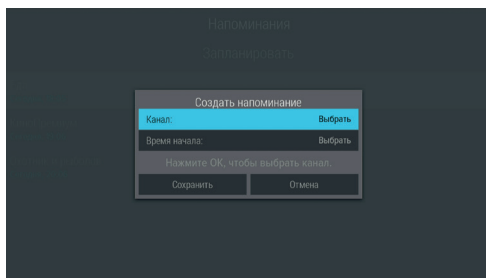 Напоминания
Запланировать
Создать напоминание
Канал: Выбрать
Время начала: Выбрать
Нажмите ОК, чтобы выбрать канал.
Сохранить Отмена